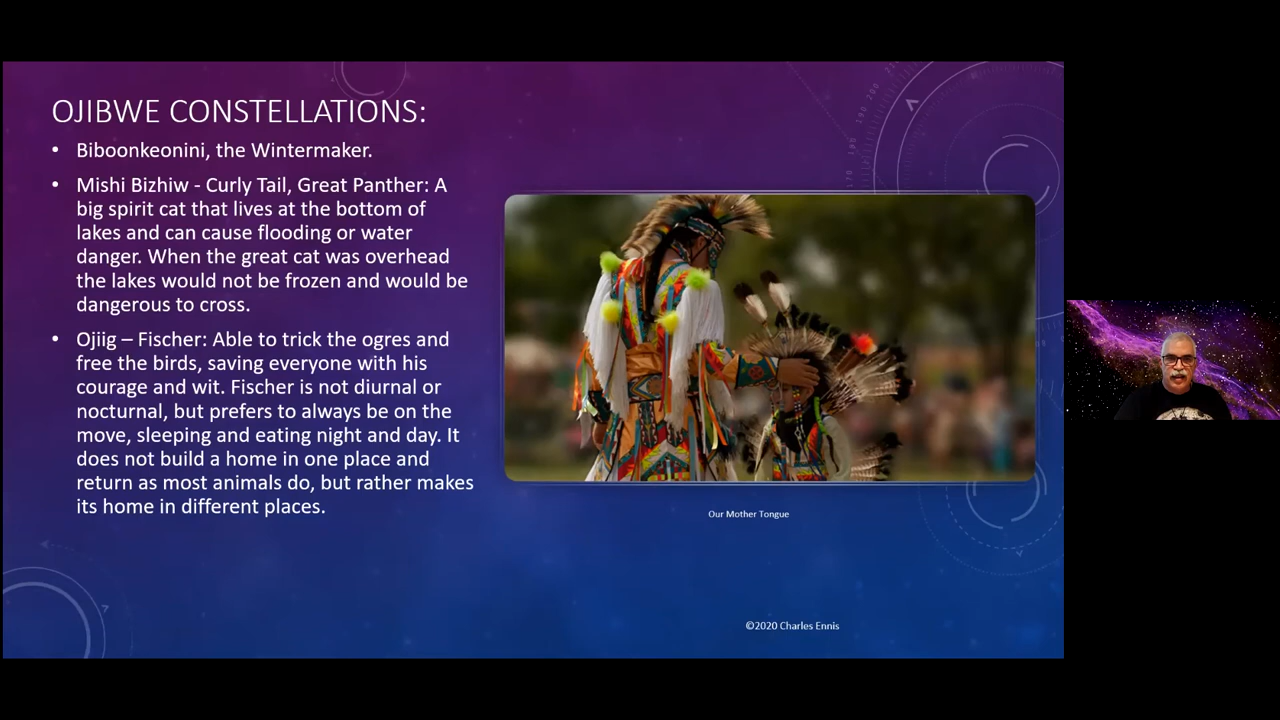 OJIBWE CONSTELLATIONS:
• Biboonkeonini, the Wintermaker.
• Mishi Bizhiw - Curly Tail, Great Panther: A
big spirit cat that lives at the bottom of
lakes and can cause flooding or water
danger. When the great cat was overhead
the lakes would not be frozen and would be
dangerous to cross.
• Ojiig – Fischer: Able to trick the ogres and
free the birds, saving everyone with his
courage and wit. Fischer is not diurnal or
nocturnal, but prefers to always be on the
move, sleeping and eating night and day. It
does not build a home in one place and
return as most animals do, but rather makes
its home in different places.
Our Mother Tongue
©2020 Charles Ennis